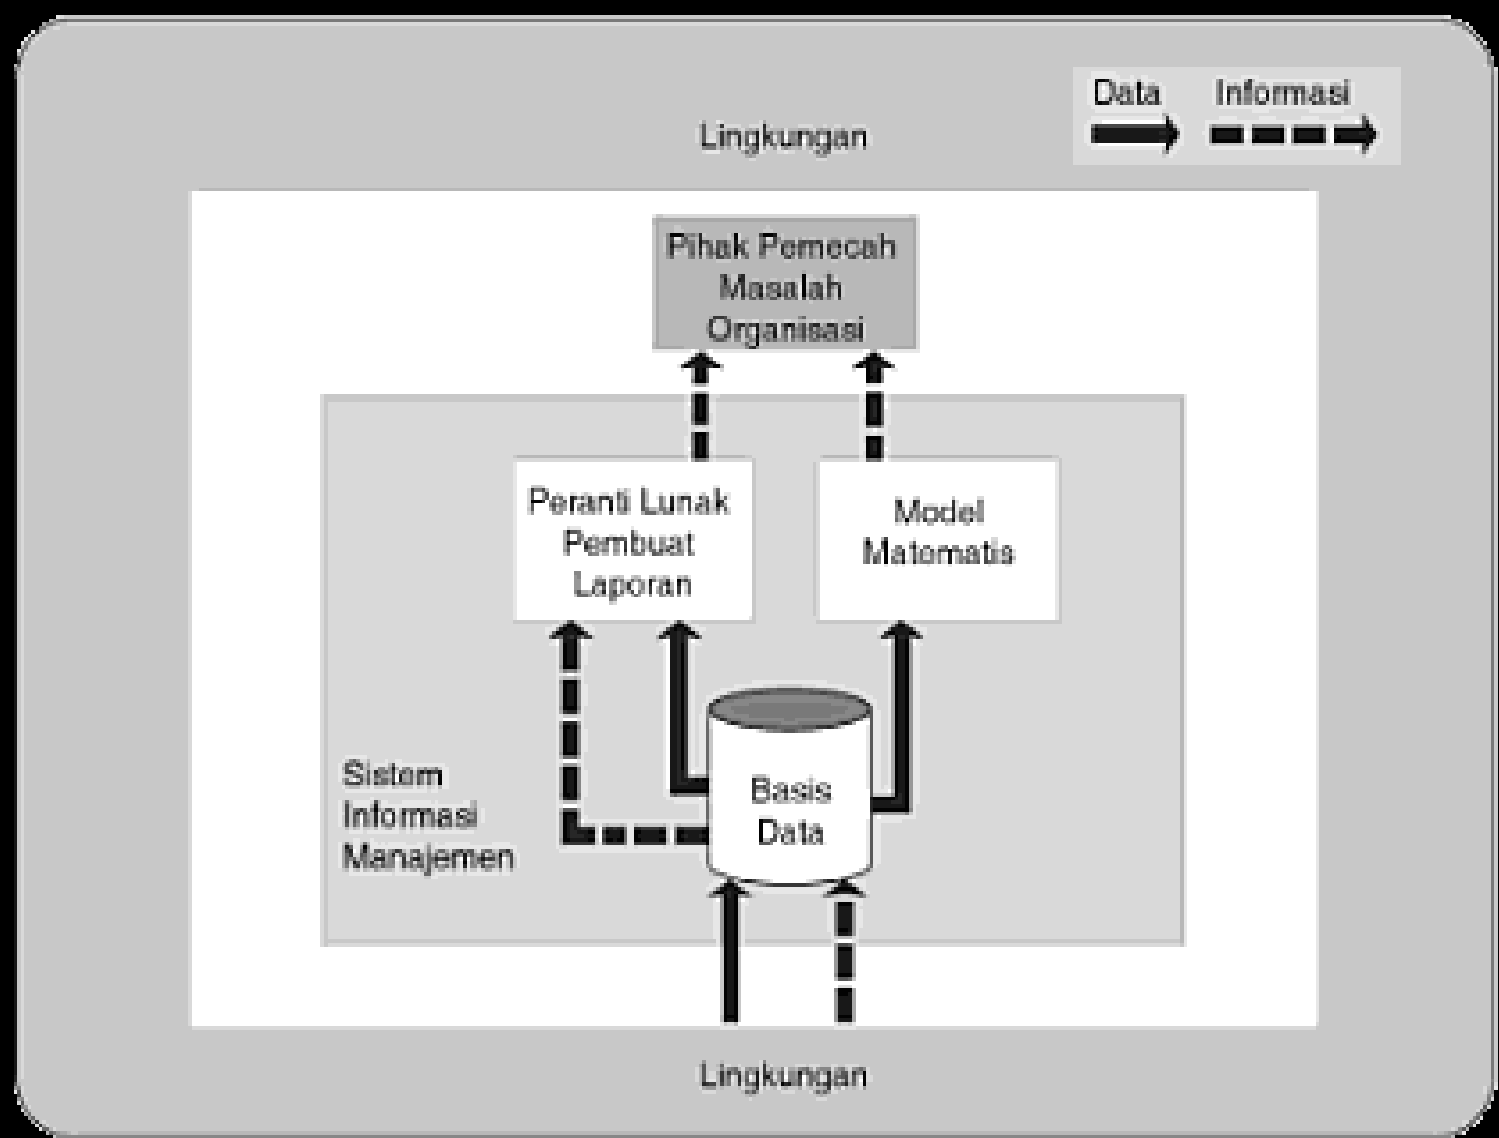 Data
Informasi
Lingkungan
Pihak Pemecah
Masalah
Organisasi
Peranti Lunak
Pembuat
Laporan
Model
Matematis
Sistem
Informasi
Manajemen
Basis
Data
Lingkungan